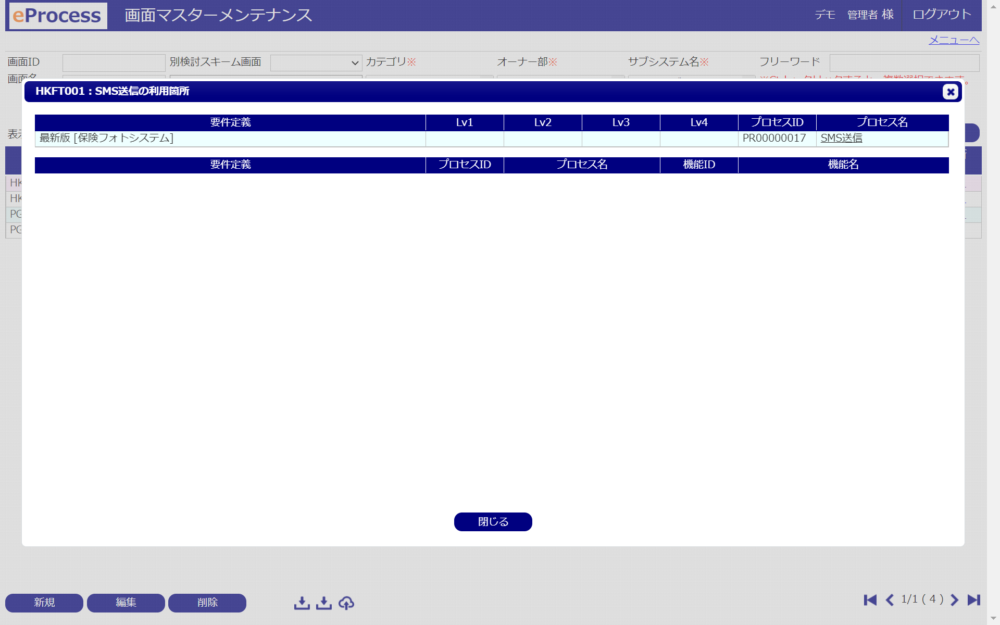 eProcess 画面マスターメンテナンス デモ 管理者 様 ログアウト
メニューへ
画面ID 別検討スキーム画面 カテゴリ※ オーナー部※ サブシステム名※ フリーワード
画面名
HKFT001：SMS送信の利用箇所
要件定義 Lv1 Lv2 Lv3 Lv4 プロセスID プロセス名
最新版 [保険フォトシステム] PR00000017 SMS送信
要件定義 プロセスID プロセス名 機能ID 機能名
表示
HK
HK
PG
PG
閉じる
新規 編集 削除 1/1 ( 4 )